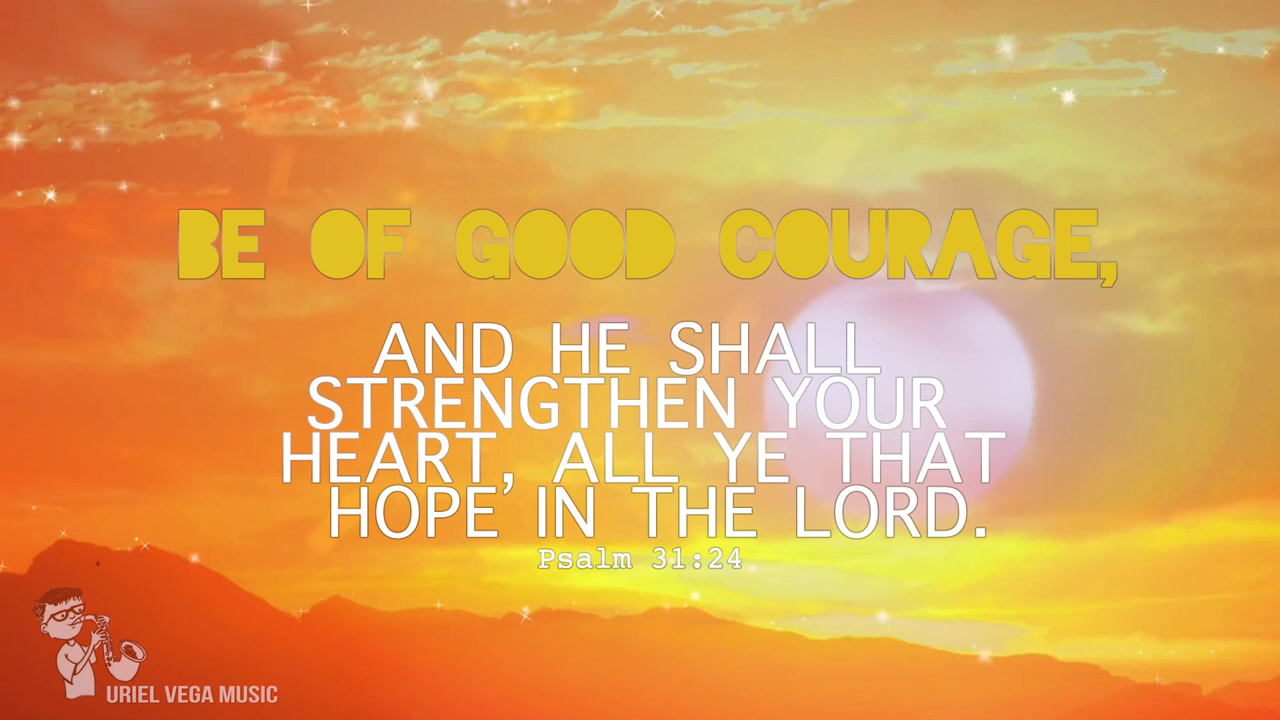 BE OF GOOD COURAGE,
AND HE SHALL
STRENGTHEN YOUR
HEART, ALL YE THAT
HOPE IN THE LORD.
Psalm 31:24
URIEL VEGA MUSIC